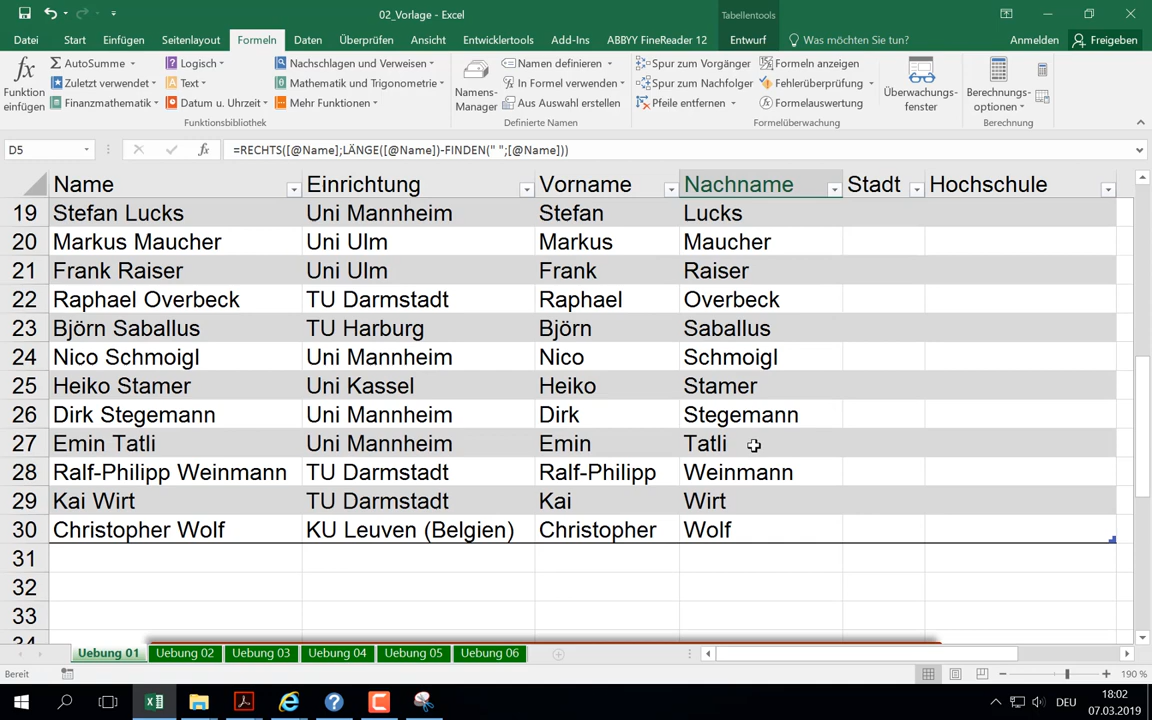 02_Vorlage - Excel
Tabellentools
Datei Start Einfügen Seitenlayout Formeln Daten Überprüfen Ansicht Entwicklertools Add-Ins ABBYY FineReader 12 Entwurf Was möchten Sie tun? Anmelden Freigeben
fx Funktion einfügen
AutoSumme
Zuletzt verwendet
Finanzmathematik
Logisch
Text
Datum u. Uhrzeit
Nachschlagen und Verweisen
Mathematik und Trigonometrie
Mehr Funktionen
Funktionsbibliothek
Namens-Manager
Namen definieren
In Formel verwenden
Aus Auswahl erstellen
Definierte Namen
Spur zum Vorgänger
Spur zum Nachfolger
Pfeile entfernen
Formeln anzeigen
Fehlerüberprüfung
Formelauswertung
Formelüberwachung
Überwachungsfenster
Berechnungsoptionen
Berechnung
D5 fx =RECHTS([@Name];LÄNGE([@Name])-FINDEN(" ";[@Name]))
Name Einrichtung Vorname Nachname Stadt Hochschule
19 Stefan Lucks Uni Mannheim Stefan Lucks
20 Markus Maucher Uni Ulm Markus Maucher
21 Frank Raiser Uni Ulm Frank Raiser
22 Raphael Overbeck TU Darmstadt Raphael Overbeck
23 Björn Saballus TU Harburg Björn Saballus
24 Nico Schmoigl Uni Mannheim Nico Schmoigl
25 Heiko Stamer Uni Kassel Heiko Stamer
26 Dirk Stegemann Uni Mannheim Dirk Stegemann
27 Emin Tatli Uni Mannheim Emin Tatli
28 Ralf-Philipp Weinmann TU Darmstadt Ralf-Philipp Weinmann
29 Kai Wirt TU Darmstadt Kai Wirt
30 Christopher Wolf KU Leuven (Belgien) Christopher Wolf
31
32
33
34
Uebung 01 Uebung 02 Uebung 03 Uebung 04 Uebung 05 Uebung 06
Bereit 190 %
DEU 18:02
07.03.2019